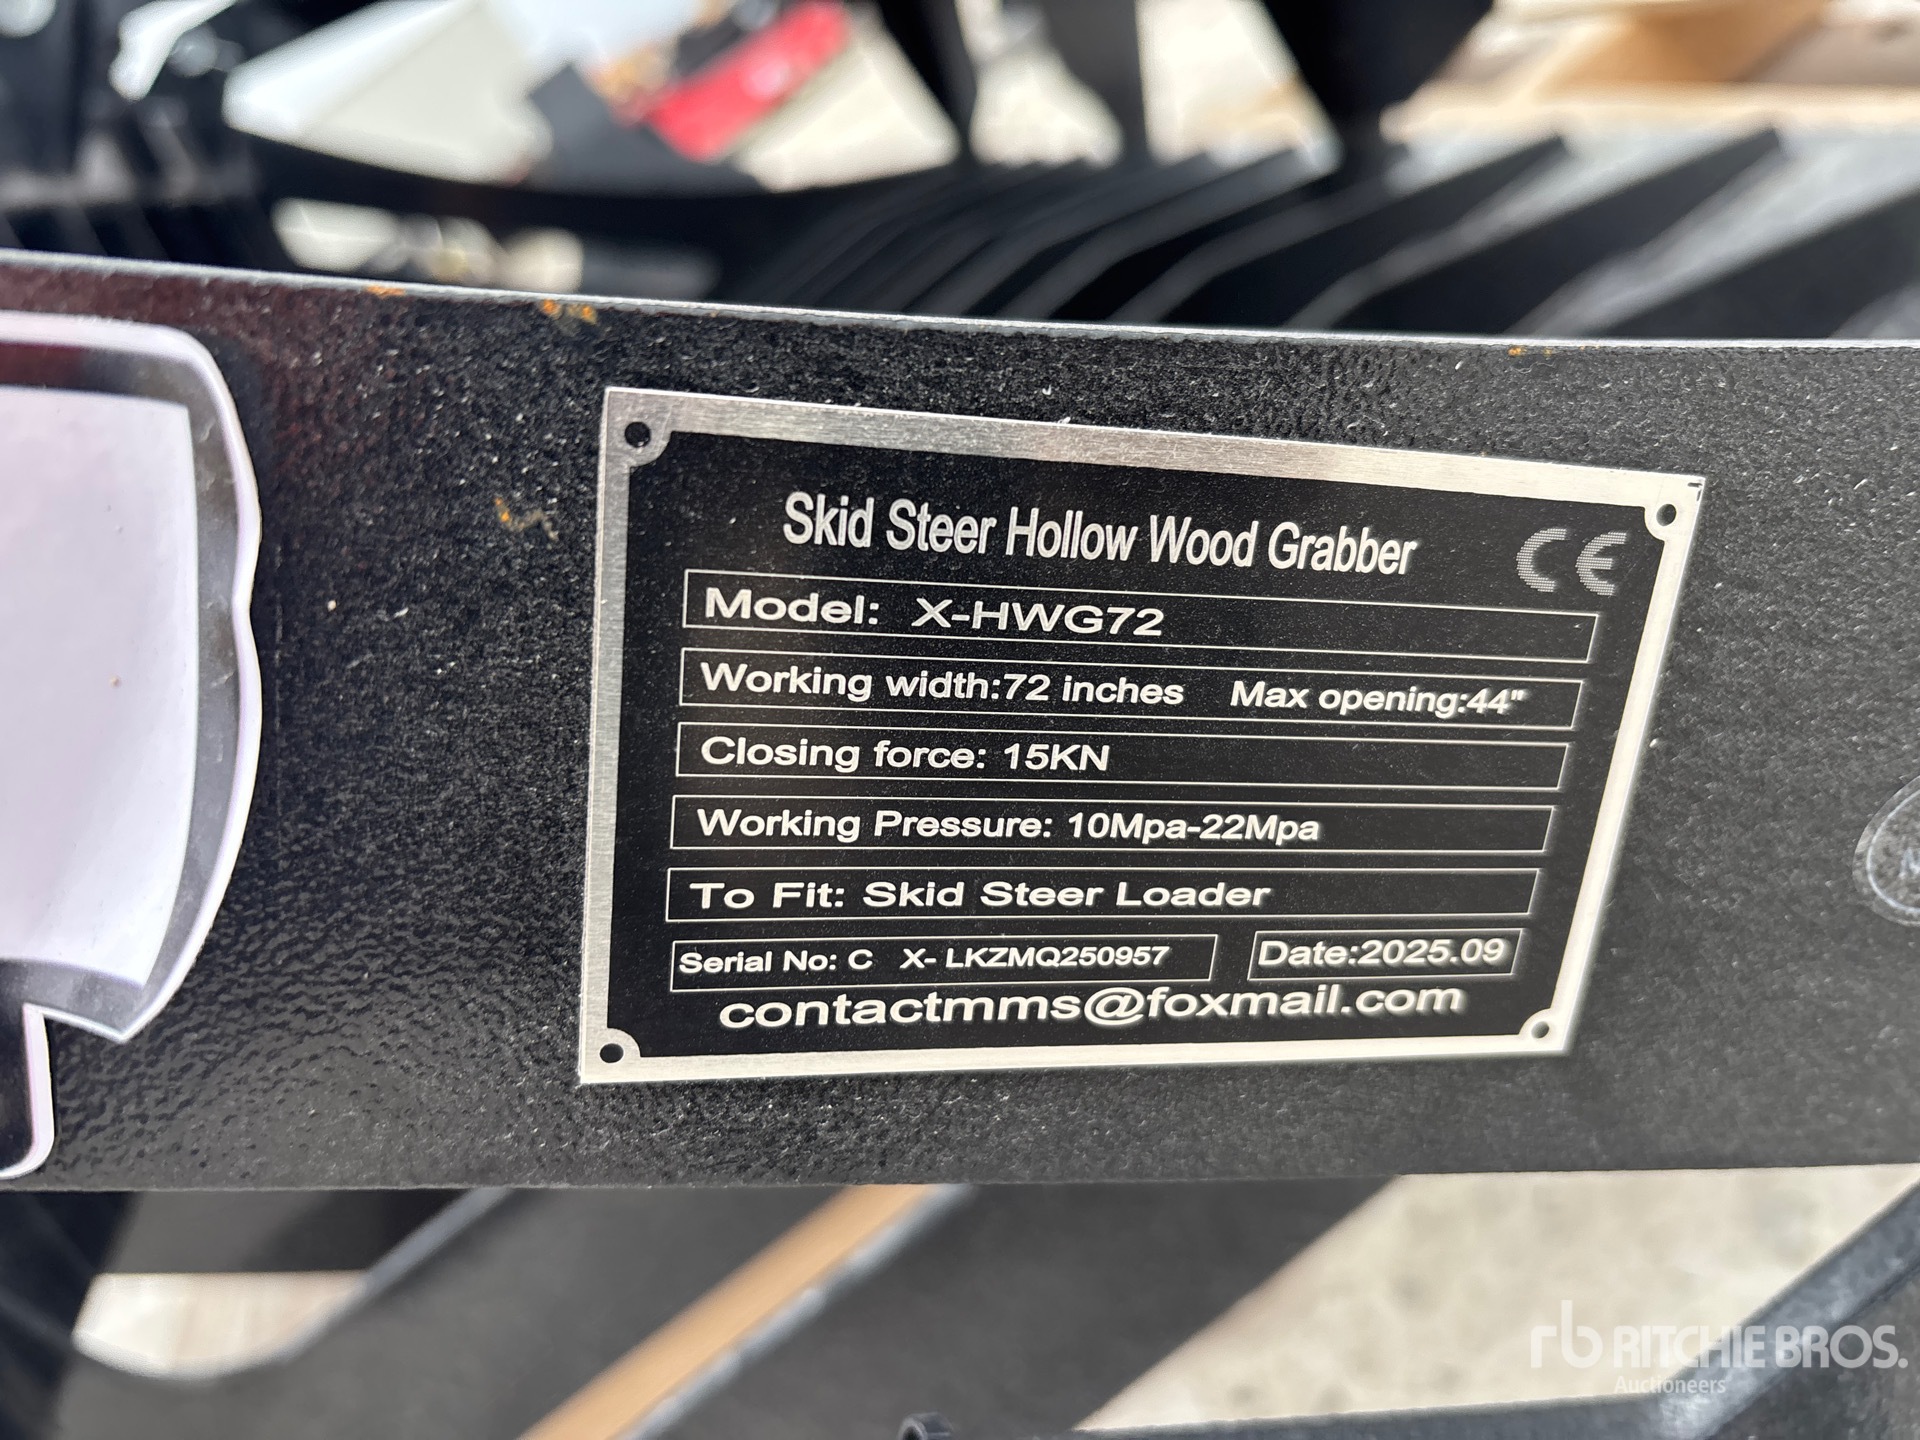 Skid Steer Hollow Wood Grabber CE
Model: X-HWG72
Working width:72 inches Max opening:44"
Closing force: 15KN
Working Pressure: 10Mpa-22Mpa
To Fit: Skid Steer Loader
Serial No: C X- LKZMQ250957 Date:2025.09
contactmms@foxmail.com
rb RITCHIE BROS.
Auctioneers